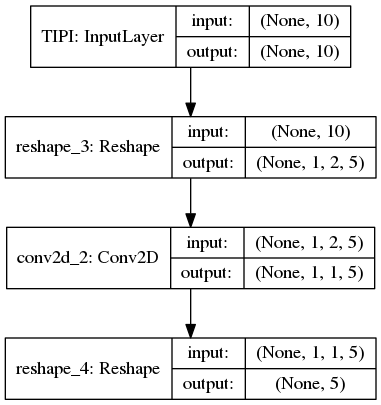 TIPI: InputLayer
input: (None, 10)
output: (None, 10)
reshape_3: Reshape
input: (None, 10)
output: (None, 1, 2, 5)
conv2d_2: Conv2D
input: (None, 1, 2, 5)
output: (None, 1, 1, 5)
reshape_4: Reshape
input: (None, 1, 1, 5)
output: (None, 5)